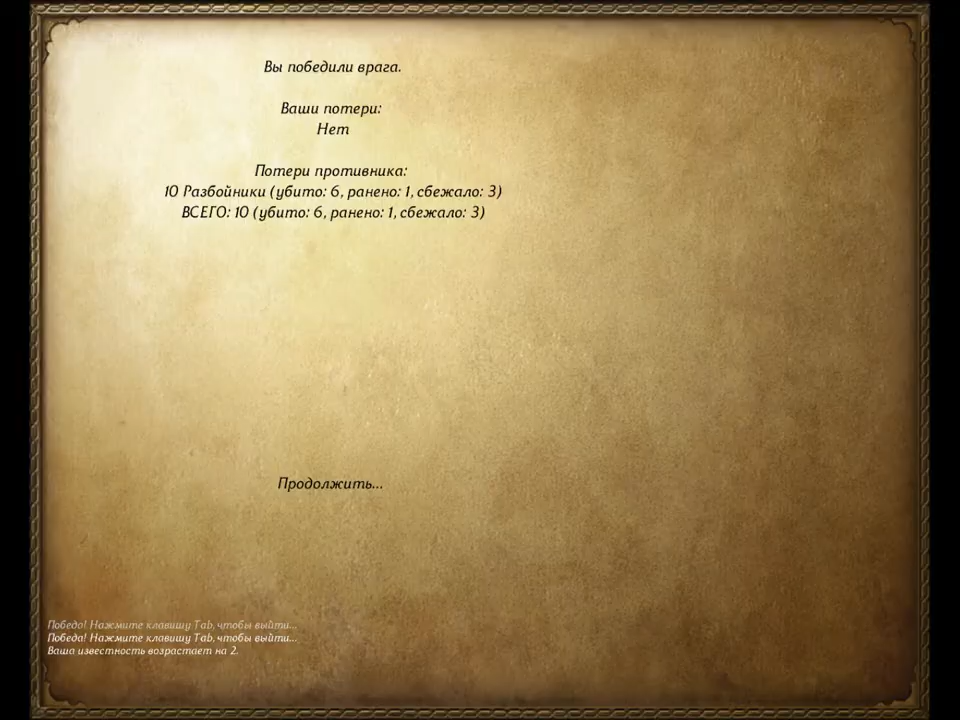 Вы победили врага.
Ваши потери:
Нет
Потери противника:
10 Разбойники (убито: 6, ранено: 1, сбежало: 3)
ВСЕГО: 10 (убито: 6, ранено: 1, сбежало: 3)
Продолжить...
Победа! Нажмите клавишу Tab, чтобы выйти...
Победа! Нажмите клавишу Tab, чтобы выйти...
Ваша известность возрастает на 2.